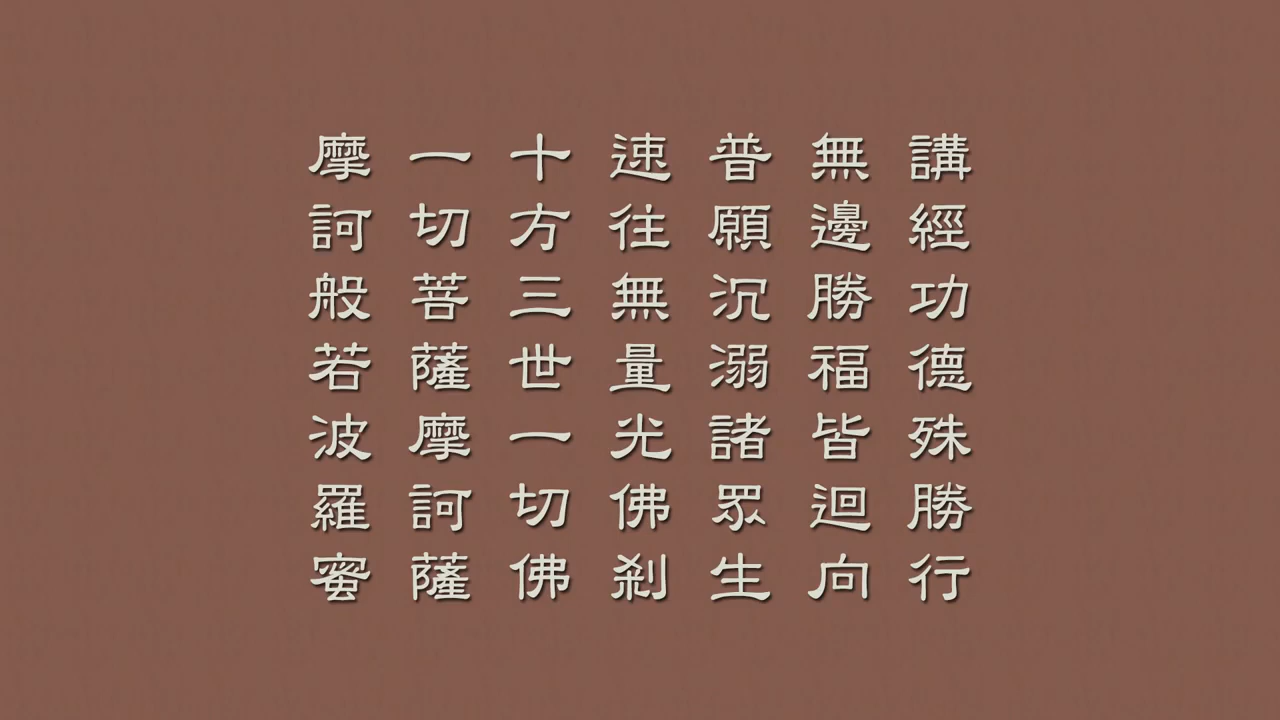 講經功德殊勝行
無邊勝福皆迴向
普願沉溺諸眾生
速往無量光佛剎
十方三世一切佛
一切菩薩摩訶薩
摩訶般若波羅蜜